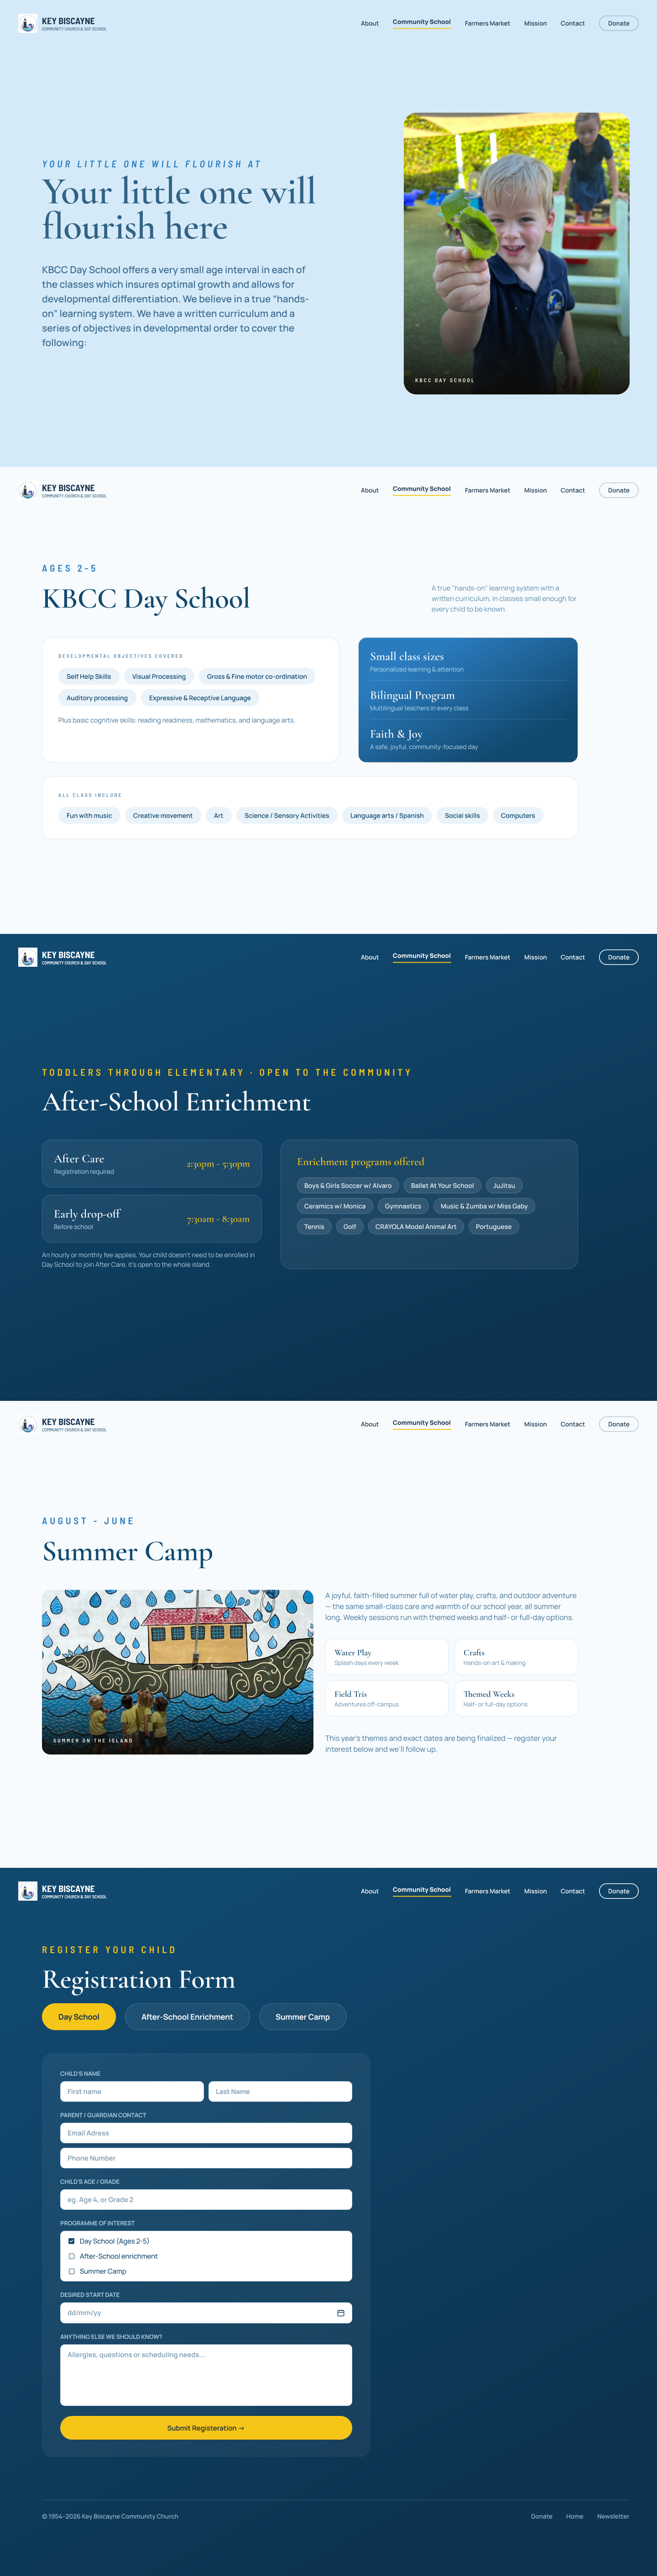 KEY BISCAYNE
COMMUNITY CHURCH & DAY SCHOOL
About
Community School
Farmers Market
Mission
Contact
Donate
YOUR LITTLE ONE WILL FLOURISH AT
Your little one will
flourish here
KBCC Day School offers a very small age interval in each of
the classes which insures optimal growth and allows for
developmental differentiation. We believe in a true “hands-
on” learning system. We have a written curriculum and a
series of objectives in developmental order to cover the
following:
KBCC DAY SCHOOL
KEY BISCAYNE
COMMUNITY CHURCH & DAY SCHOOL
About
Community School
Farmers Market
Mission
Contact
Donate
AGES 2-5
KBCC Day School
A true "hands-on" learning system with a
written curriculum, in classes small enough for
every child to be known.
DEVELOPMENTAL OBJECTIVES COVERED
Self Help Skills
Visual Processing
Gross & Fine motor co-ordination
Auditory processing
Expressive & Receptive Language
Plus basic cognitive skills: reading readiness, mathematics, and language arts.
Small class sizes
Personalized learning & attention
Bilingual Program
Multilingual teachers in every class
Faith & Joy
A safe, joyful, community-focused day
ALL CLASS INCLUDE
Fun with music
Creative movement
Art
Science / Sensory Activities
Language arts / Spanish
Social skills
Computers
KEY BISCAYNE
COMMUNITY CHURCH & DAY SCHOOL
About
Community School
Farmers Market
Mission
Contact
Donate
TODDLERS THROUGH ELEMENTARY · OPEN TO THE COMMUNITY
After-School Enrichment
After Care
Registration required
2:30pm - 5:30pm
Early drop-off
Before school
7:30am - 8:30am
An hourly or monthly fee applies. Your child doesn't need to be enrolled in
Day School to join After Care, it's open to the whole island.
Enrichment programs offered
Boys & Girls Soccer w/ Alvaro
Ballet At Your School
JuJitsu
Ceramics w/ Monica
Gymnastics
Music & Zumba w/ Miss Gaby
Tennis
Golf
CRAYOLA Model Animal Art
Portuguese
KEY BISCAYNE
COMMUNITY CHURCH & DAY SCHOOL
About
Community School
Farmers Market
Mission
Contact
Donate
AUGUST - JUNE
Summer Camp
SUMMER ON THE ISLAND
A joyful, faith-filled summer full of water play, crafts, and outdoor adventure
— the same small-class care and warmth of our school year, all summer
long. Weekly sessions run with themed weeks and half- or full-day options.
Water Play
Splash days every week
Crafts
Hands-on art & making
Field Tris
Adventures off-campus
Themed Weeks
Half- or full-day options
This year's themes and exact dates are being finalized — register your
interest below and we'll follow up.
KEY BISCAYNE
COMMUNITY CHURCH & DAY SCHOOL
About
Community School
Farmers Market
Mission
Contact
Donate
REGISTER YOUR CHILD
Registration Form
Day School
After-School Enrichment
Summer Camp
CHILD'S NAME
First name
Last Name
PARENT / GUARDIAN CONTACT
Email Adress
Phone Number
CHILD'S AGE / GRADE
eg. Age 4, or Grade 2
PROGRAMME OF INTEREST
Day School (Ages 2-5)
After-School enrichment
Summer Camp
DESIRED START DATE
dd/mm/yy
ANYTHING ELSE WE SHOULD KNOW?
Allergies, questions or scheduling needs...
Submit Registeration →
© 1954–2026 Key Biscayne Community Church
Donate
Home
Newsletter